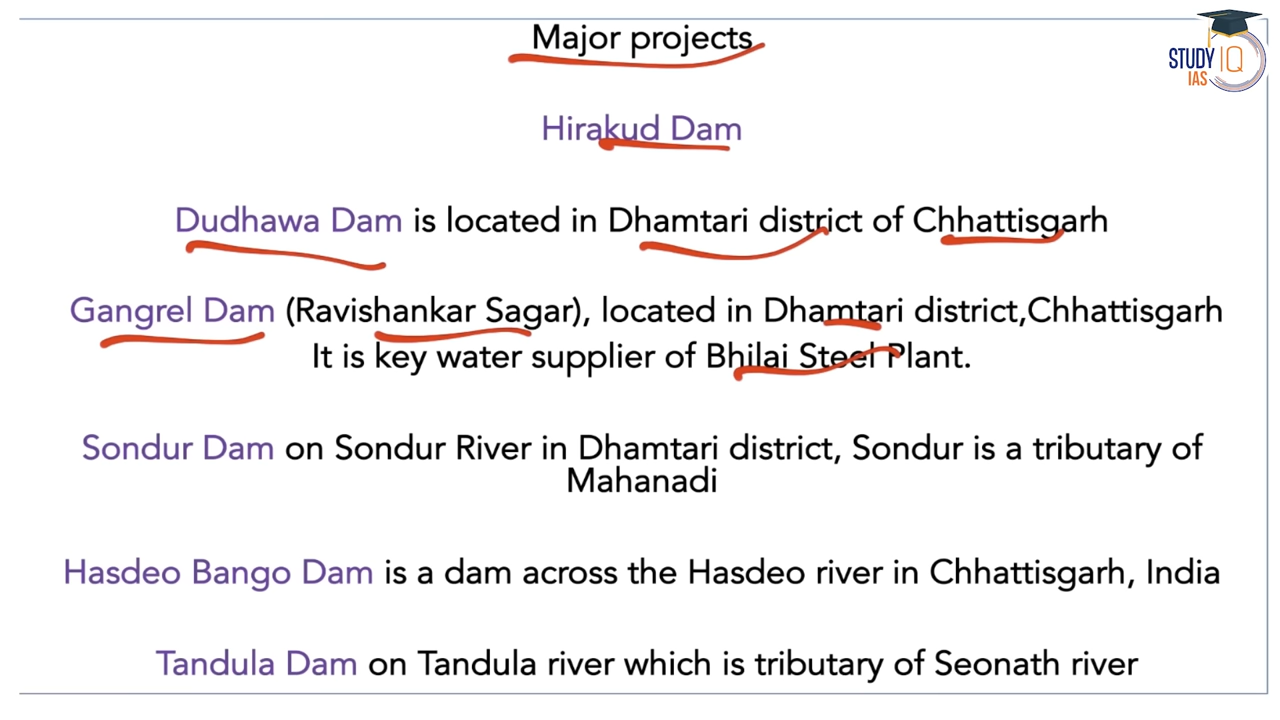 Major projects
STUDY IQ
IAS
Hirakud Dam
Dudhawa Dam is located in Dhamtari district of Chhattisgarh
Gangrel Dam (Ravishankar Sagar), located in Dhamtari district,Chhattisgarh
It is key water supplier of Bhilai Steel Plant.
Sondur Dam on Sondur River in Dhamtari district, Sondur is a tributary of
Mahanadi
Hasdeo Bango Dam is a dam across the Hasdeo river in Chhattisgarh, India
Tandula Dam on Tandula river which is tributary of Seonath river